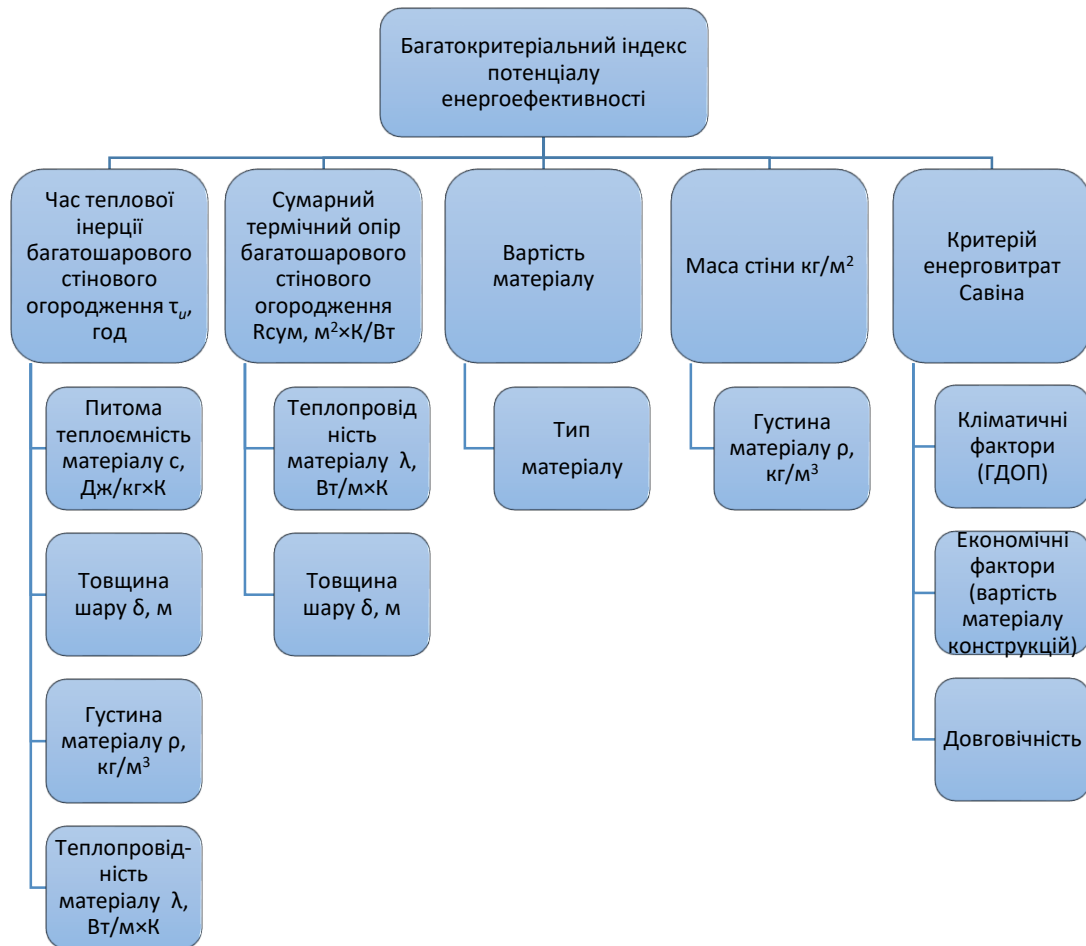 Багатокритеріальний індекс
потенціалу
енергоефективності
Час теплової
інерції
багатошарового
стінового
огородження τᵤ,
год
Сумарний
термічний опір
багатошарового
стінового
огородження
Rсум, м²×К/Вт
Вартість
матеріалу
Маса стіни кг/м²
Критерій
енерговитрат
Савіна
Питома
теплоємність
матеріалу с,
Дж/кг×К
Товщина
шару δ, м
Густина
матеріалу ρ,
кг/м³
Теплопровід-
ність
матеріалу λ,
Вт/м×К
Теплопровід
ність
матеріалу λ,
Вт/м×К
Товщина
шару δ, м
Тип
матеріалу
Густина
матеріалу ρ,
кг/м³
Кліматичні
фактори
(ГДОП)
Економічні
фактори
(вартість
матеріалу
конструкцій)
Довговічність